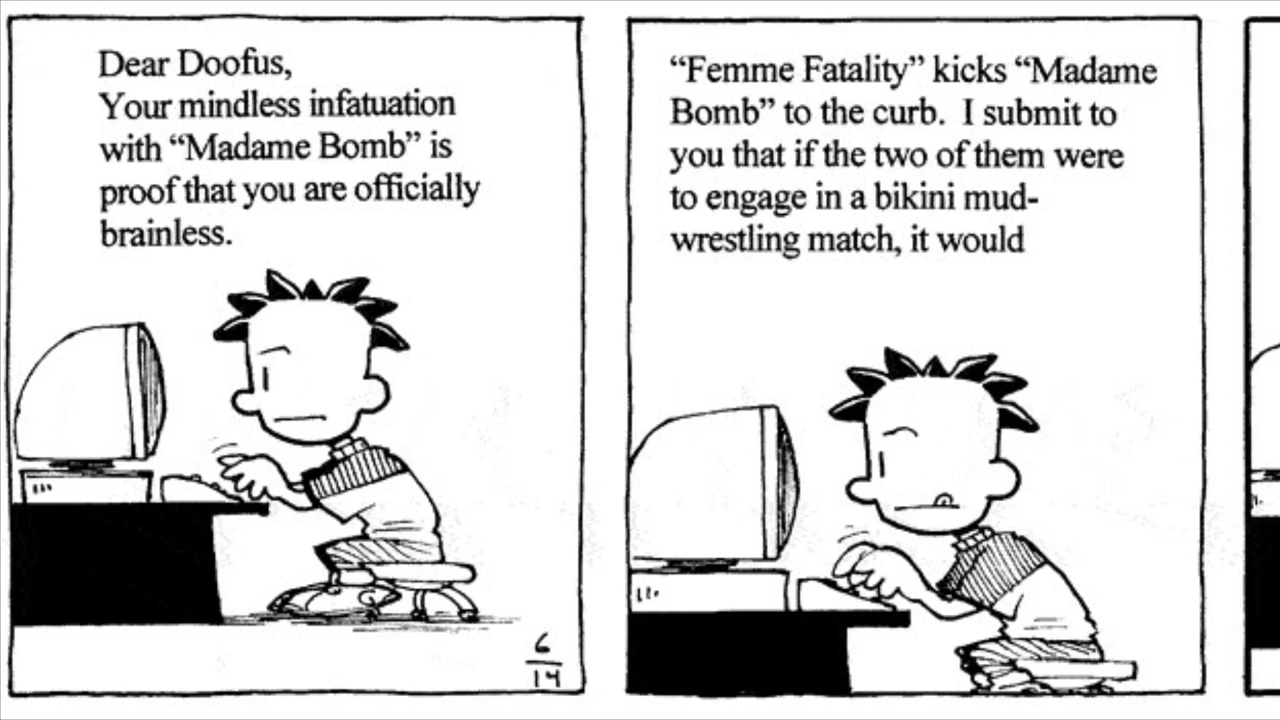 Dear Doofus,
Your mindless infatuation
with “Madame Bomb” is
proof that you are officially
brainless.
6
14
“Femme Fatality” kicks “Madame
Bomb” to the curb. I submit to
you that if the two of them were
to engage in a bikini mud-
wrestling match, it would